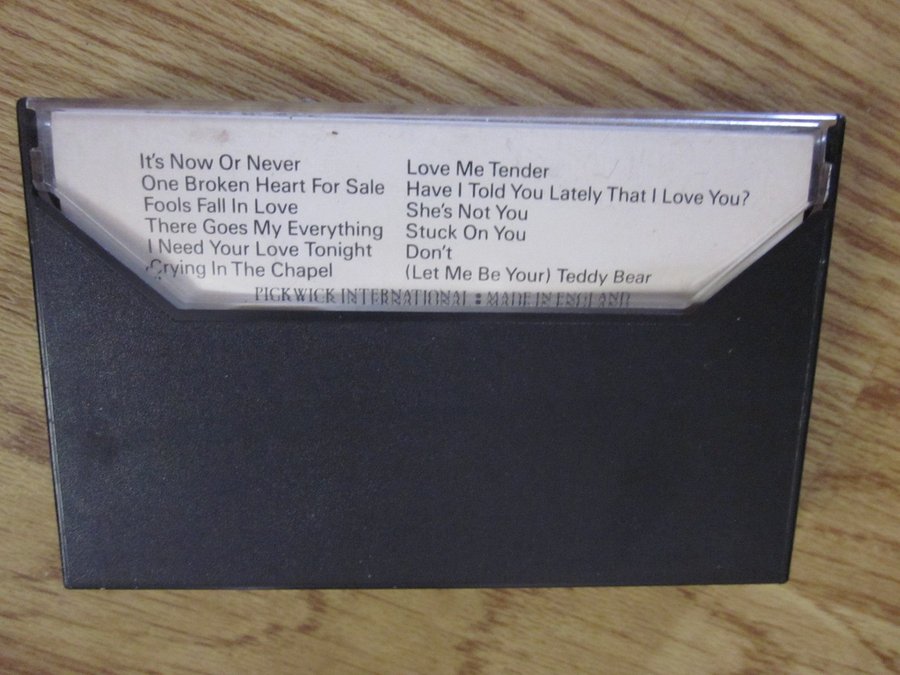 It's Now Or Never
One Broken Heart For Sale
Fools Fall In Love
There Goes My Everything
I Need Your Love Tonight
Crying In The Chapel
Love Me Tender
Have I Told You Lately That I Love You?
She's Not You
Stuck On You
Don't
(Let Me Be Your) Teddy Bear
PICKWICK INTERNATIONAL : MADE IN ENGLAND